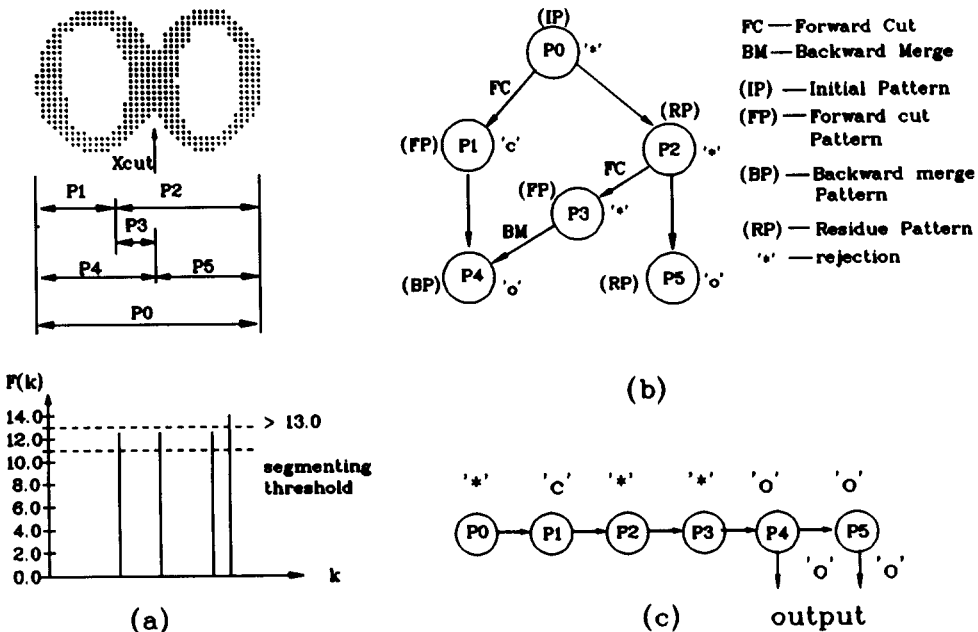 Xcut
P1 P2
P3
P4 P5
P0
F(k)
14.0
12.0
10.0
8.0
6.0
4.0
2.0
0.0
> 13.0
segmenting
threshold
k
(a)
(IP)
P0 '*'
FC
(RP)
(FP) P1 'c' P2 '*'
FC
(FP)
P3 '*'
BM
(BP) P4 'o' (RP) P5 'o'
(b)
FC — Forward Cut
BM — Backward Merge
(IP) — Initial Pattern
(FP) — Forward cut
Pattern
(BP) — Backward merge
Pattern
(RP) — Residue Pattern
'*' — rejection
'*' 'C' '*' '*' 'O' 'O'
P0 P1 P2 P3 P4 P5
'O' 'O'
(c) output